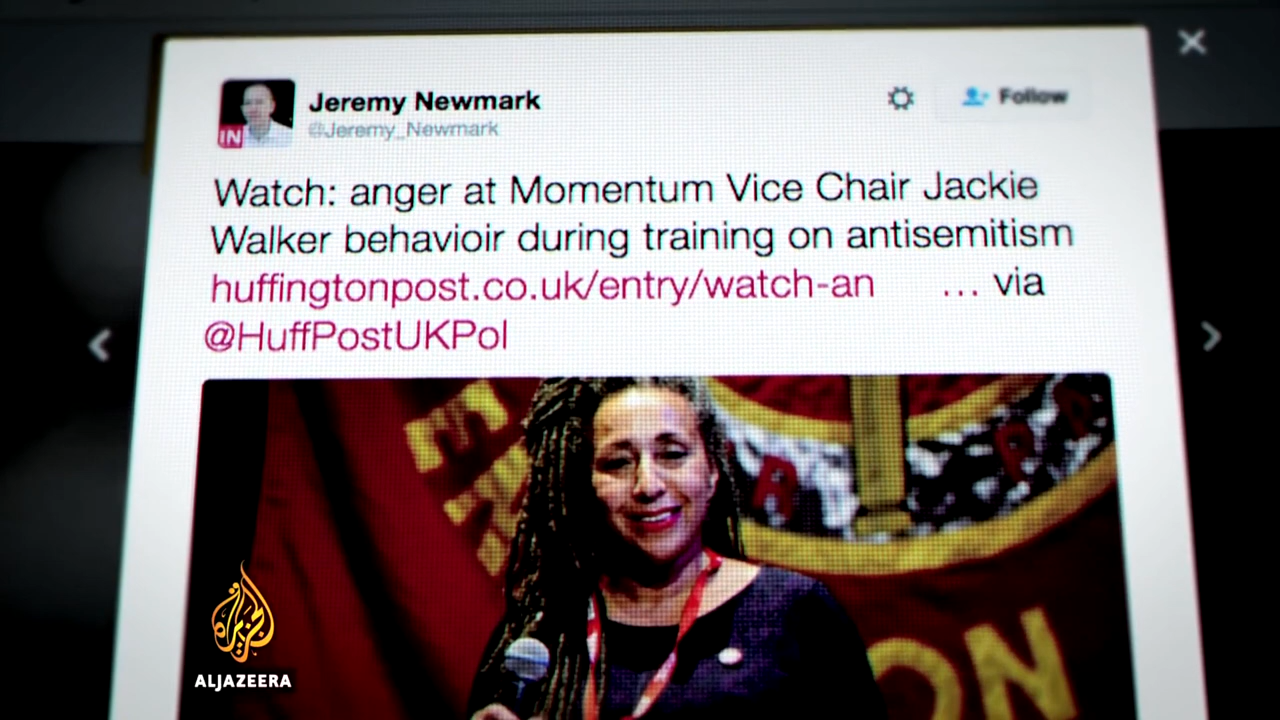 Jeremy Newmark
@Jeremy_Newmark
IN
Follow
Watch: anger at Momentum Vice Chair Jackie
Walker behavioir during training on antisemitism
huffingtonpost.co.uk/entry/watch-an ... via
@HuffPostUKPol
ON
ALJAZEERA